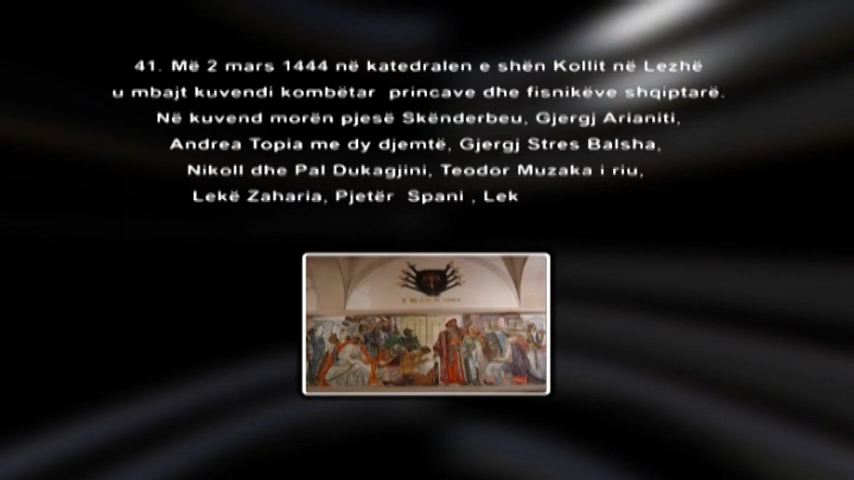 41. Më 2 mars 1444 në katedralen e shën Kollit në Lezhë
u mbajt kuvendi kombëtar princave dhe fisnikëve shqiptarë.
Në kuvend morën pjesë Skënderbeu, Gjergj Arianiti,
Andrea Topia me dy djemtë, Gjergj Stres Balsha,
Nikoll dhe Pal Dukagjini, Teodor Muzaka i riu,
Lekë Zaharia, Pjetër Spani , Lek